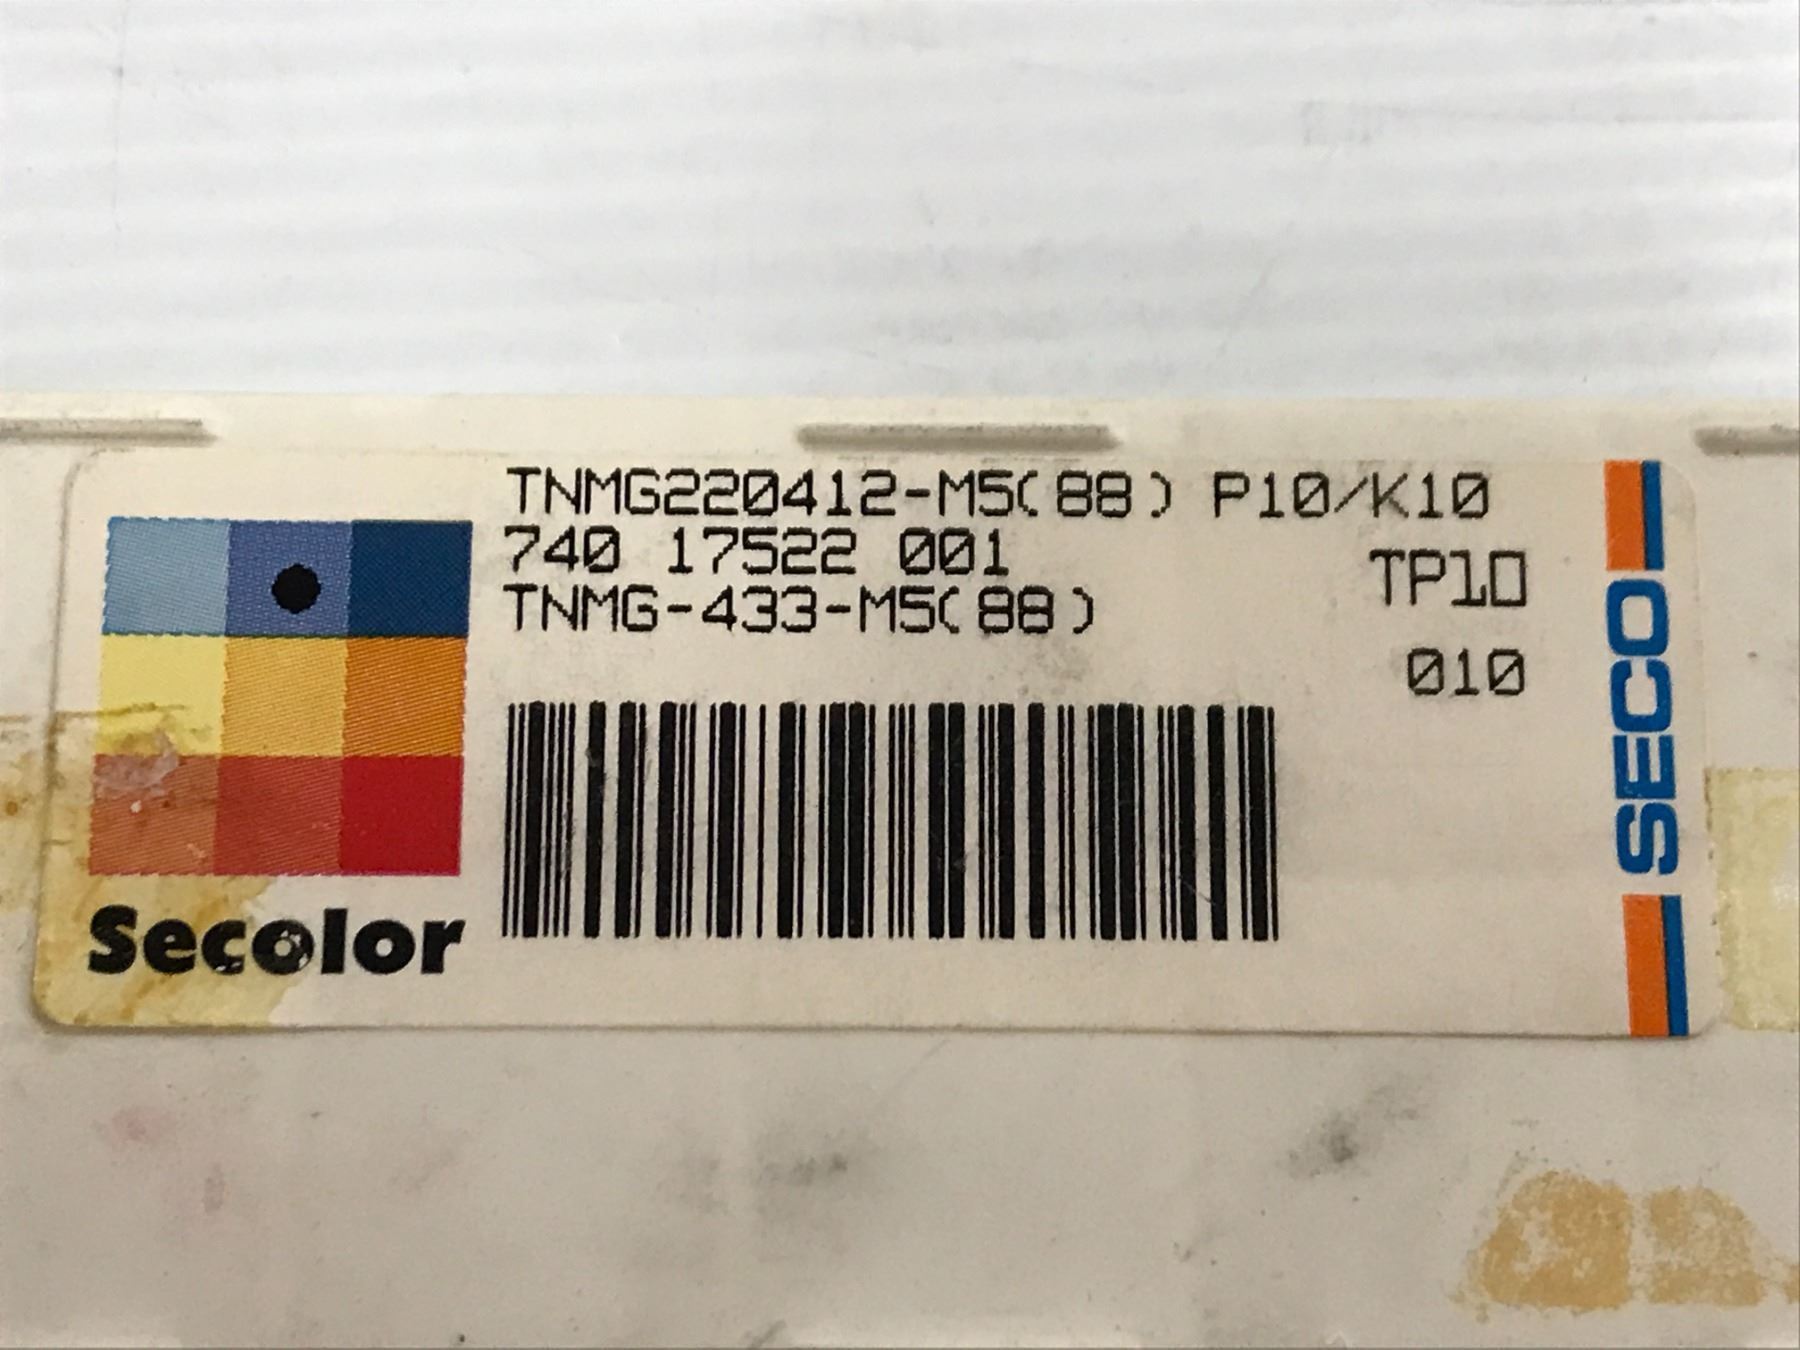 TNMG220412-M5(88) P10/K10
740 17522 001
TP10
TNMG-433-M5(88)
010
Secolor
SECO